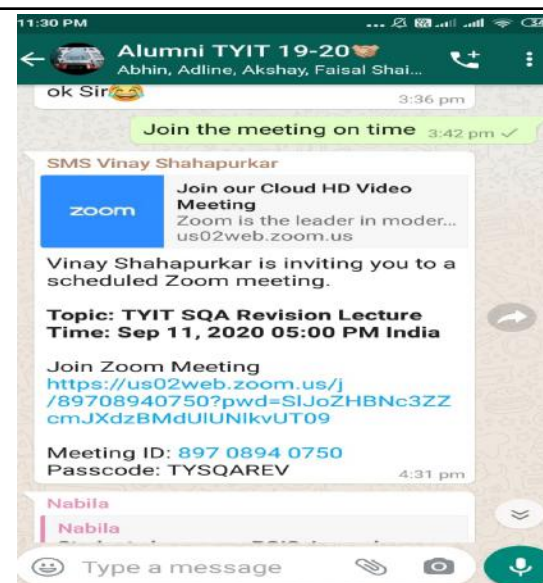 11:30 PM
Alumni TYIT 19-20
Abhin, Adline, Akshay, Faisal Shai...
ok Sir😂
3:36 pm
Join the meeting on time 3:42 pm
SMS Vinay Shahapurkar
zoom
Join our Cloud HD Video
Meeting
Zoom is the leader in moder...
us02web.zoom.us
Vinay Shahapurkar is inviting you to a
scheduled Zoom meeting.
Topic: TYIT SQA Revision Lecture
Time: Sep 11, 2020 05:00 PM India
Join Zoom Meeting
https://us02web.zoom.us/j
/89708940750?pwd=SlJoZHBNc3ZZ
cmJXdzBMdUlUNlkvUT09
Meeting ID: 897 0894 0750
Passcode: TYSQAREV
4:31 pm
Nabila
Nabila
Type a message